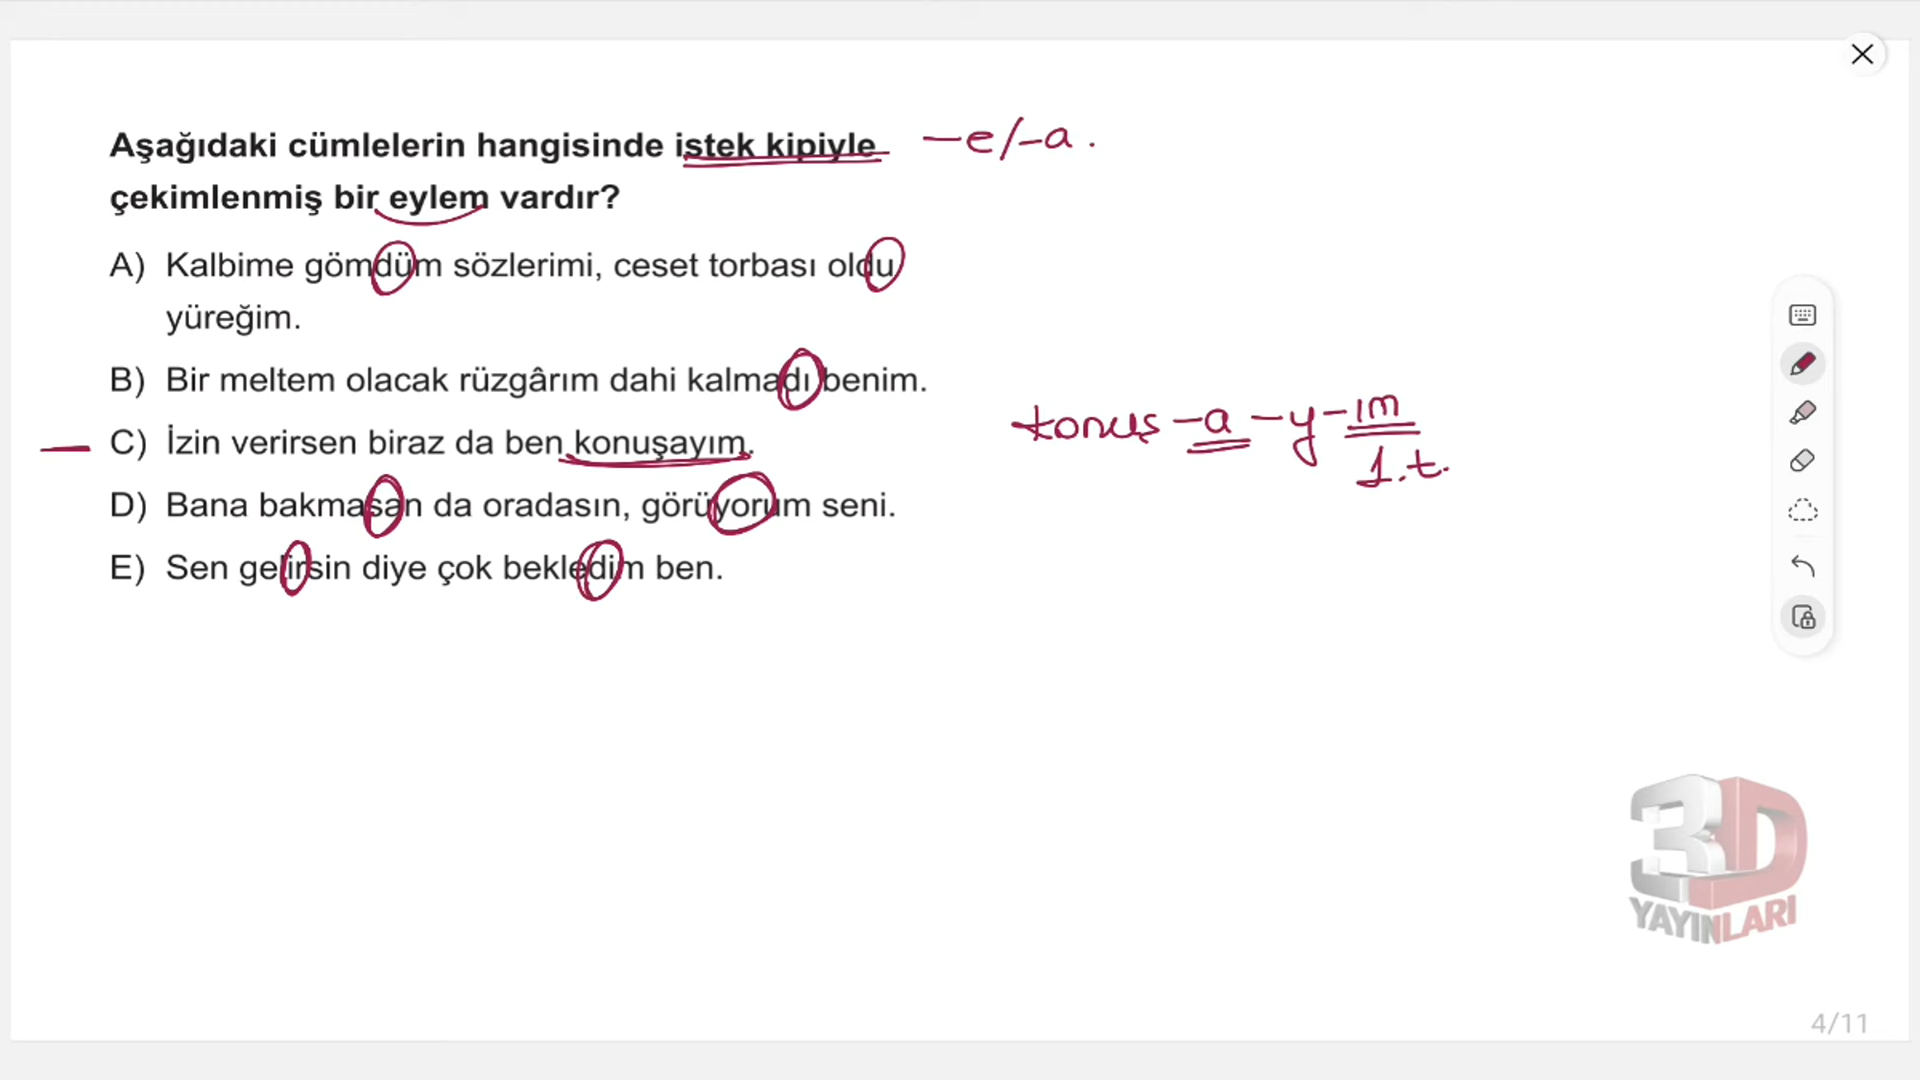 Aşağıdaki cümlelerin hangisinde istek kipiyle -e/-a.
çekimlenmiş bir eylem vardır?
A) Kalbime gömdüm sözlerimi, ceset torbası oldu
yüreğim.
B) Bir meltem olacak rüzgârım dahi kalmadı benim.
konuş -a -y -ım
C) İzin verirsen biraz da ben konuşayım.
1.t.
D) Bana bakmasan da oradasın, görüyorum seni.
E) Sen gelirsin diye çok bekledim ben.
3D
YAYINLARI
4/11